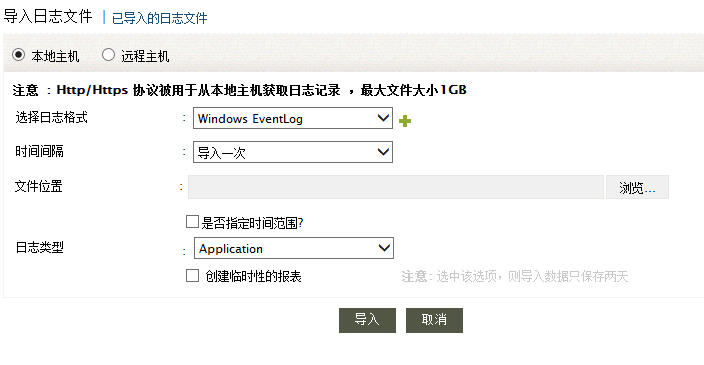 导入日志文件 | 已导入的日志文件
本地主机 远程主机
注意 : Http/Https 协议被用于从本地主机获取日志记录 , 最大文件大小1GB
选择日志格式 : Windows EventLog
时间间隔 : 导入一次
文件位置 : 浏览...
是否指定时间范围?
日志类型 : Application
创建临时性的报表 注意 : 选中该选项，则导入数据只保存两天
导入 取消